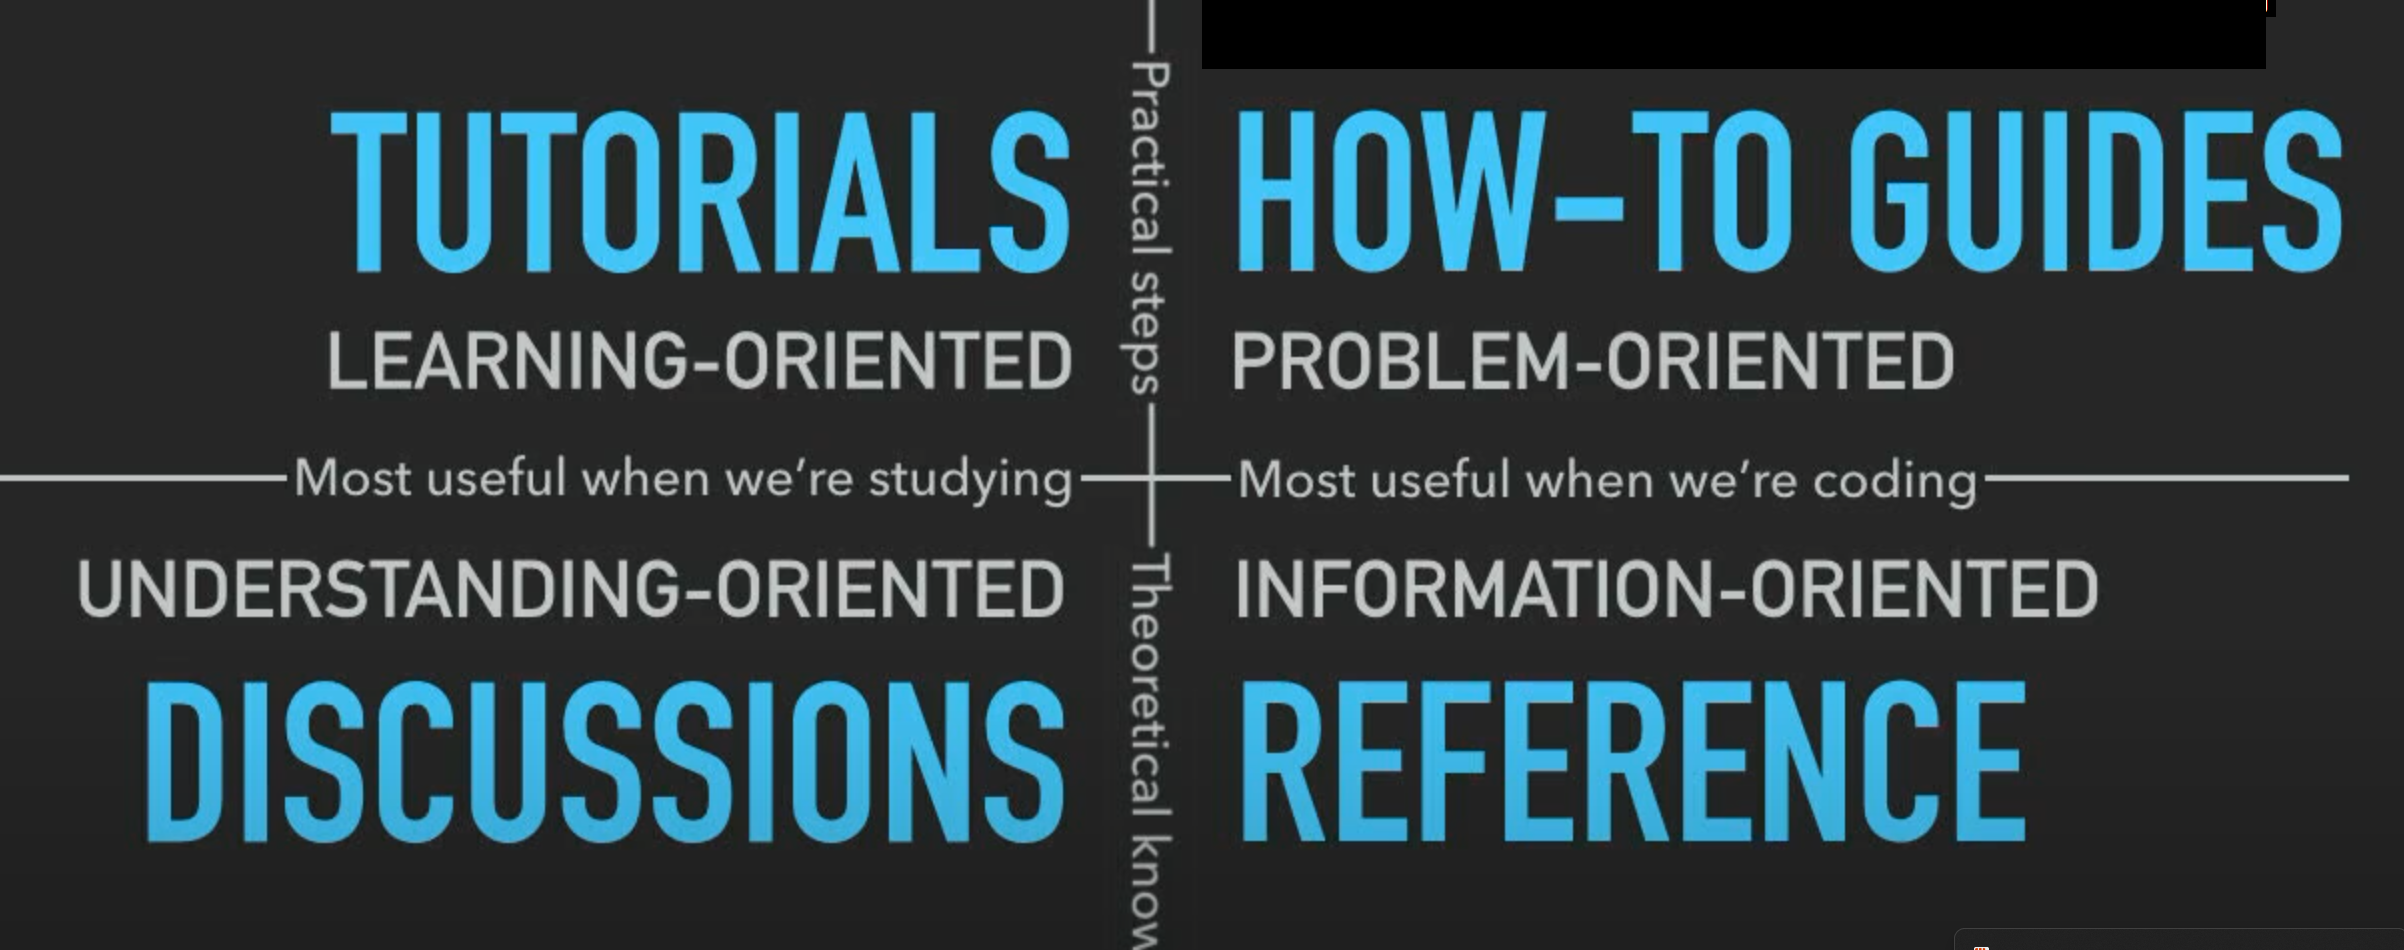 Practical steps
TUTORIALS
HOW-TO GUIDES
LEARNING-ORIENTED
PROBLEM-ORIENTED
Most useful when we're studying
Most useful when we're coding
UNDERSTANDING-ORIENTED
INFORMATION-ORIENTED
DISCUSSIONS
REFERENCE
Theoretical know